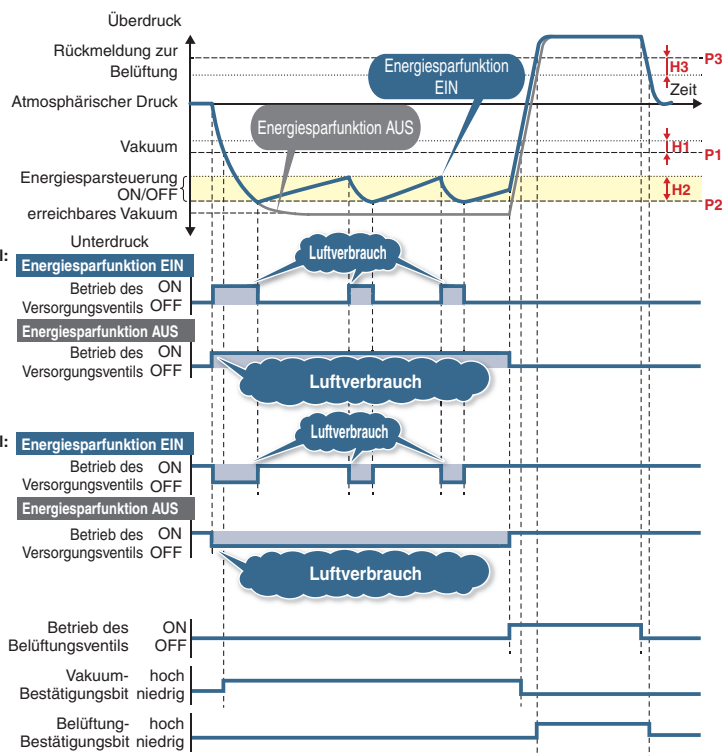 Überdruck
Rückmeldung zur
Belüftung
Atmosphärischer Druck
Vakuum
Energiesparsteuerung
ON/OFF
erreichbares Vakuum
Unterdruck
Energiesparfunktion
EIN
Energiesparfunktion AUS
P3
H3
Zeit
H1
P1
H2
P2
l:
Energiesparfunktion EIN
Luftverbrauch
Betrieb des ON
Versorgungsventils OFF
Energiesparfunktion AUS
Betrieb des ON
Versorgungsventils OFF
Luftverbrauch
l:
Energiesparfunktion EIN
Luftverbrauch
Betrieb des ON
Versorgungsventils OFF
Energiesparfunktion AUS
Betrieb des ON
Versorgungsventils OFF
Luftverbrauch
Betrieb des ON
Belüftungsventils OFF
Vakuum- hoch
Bestätigungsbit niedrig
Belüftung- hoch
Bestätigungsbit niedrig